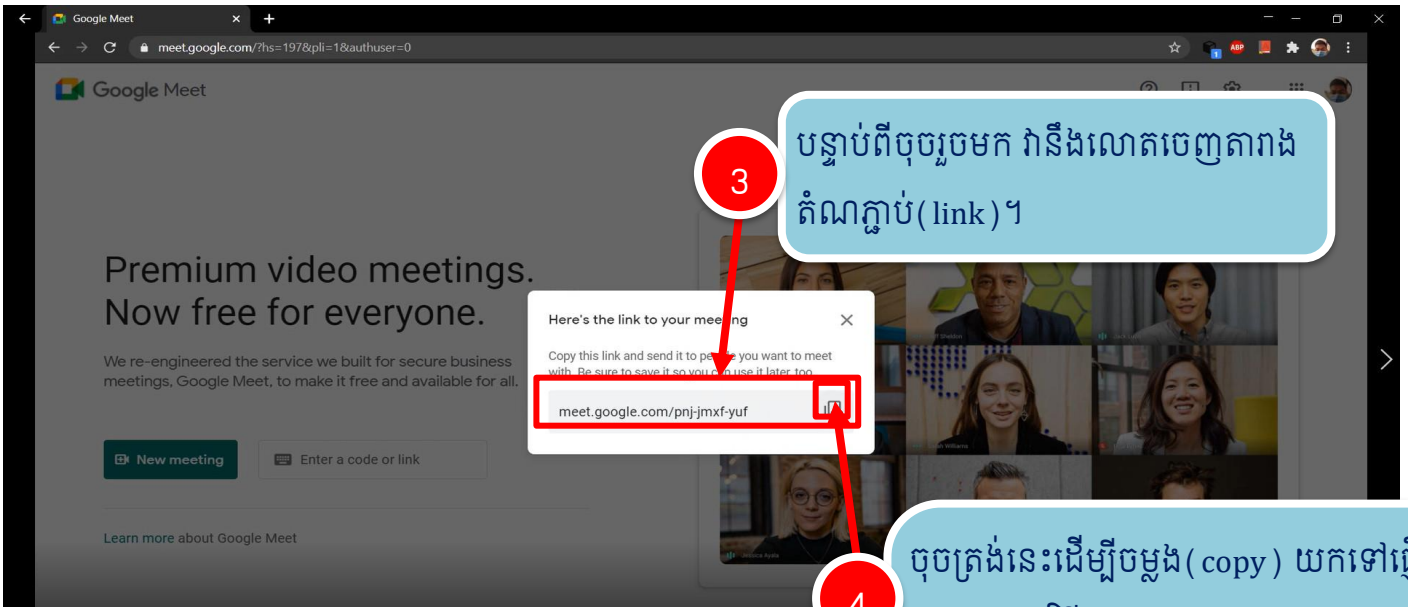 Google Meet
meet.google.com/?hs=197&pli=1&authuser=0
ABP
1
Google Meet
បន្ទាប់ពីចុចរួចមក វានឹងលោតចេញតារាង
3
តំណភ្ជាប់(link)។
Premium video meetings.
Now free for everyone.
Here's the link to your meeting
We re-engineered the service we built for secure business
meetings, Google Meet, to make it free and available for all.
Copy this link and send it to people you want to meet
with. Be sure to save it so you can use it later, too.
meet.google.com/pnj-jmxf-yuf
New meeting
Enter a code or link
Learn more about Google Meet
Jessica Ayala
ចុចត្រង់នេះដើម្បីចម្លង(copy) យកទៅផ្ញើ
4